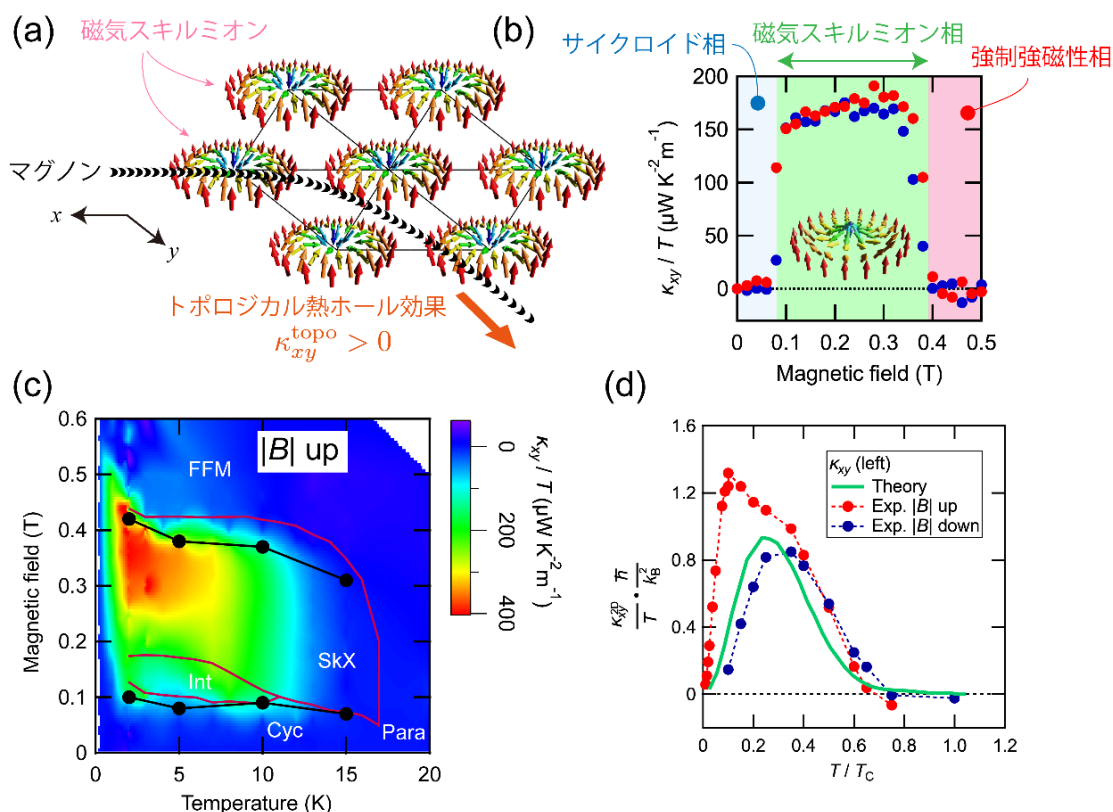 (a)
磁気スキルミオン
マグノン
x
y
トポロジカル熱ホール効果
κ_xy^topo > 0
(b)
サイクロイド相
磁気スキルミオン相
強制強磁性相
200
150
100
50
0
κxy / T (μW K-2 m-1)
0 0.1 0.2 0.3 0.4 0.5
Magnetic field (T)
(c)
0.6
0.5
0.4
0.3
0.2
0.1
0
Magnetic field (T)
|B| up
FFM
SkX
Int
Cyc
Para
0 5 10 15 20
Temperature (K)
0
200
400
κxy / T (μW K-2 m-1)
(d)
1.6
1.2
0.8
0.4
0
κ_xy^2D / T · ℏ / k_B^2
κxy (left)
Theory
Exp. |B| up
Exp. |B| down
0 0.2 0.4 0.6 0.8 1.0 1.2
T / TC